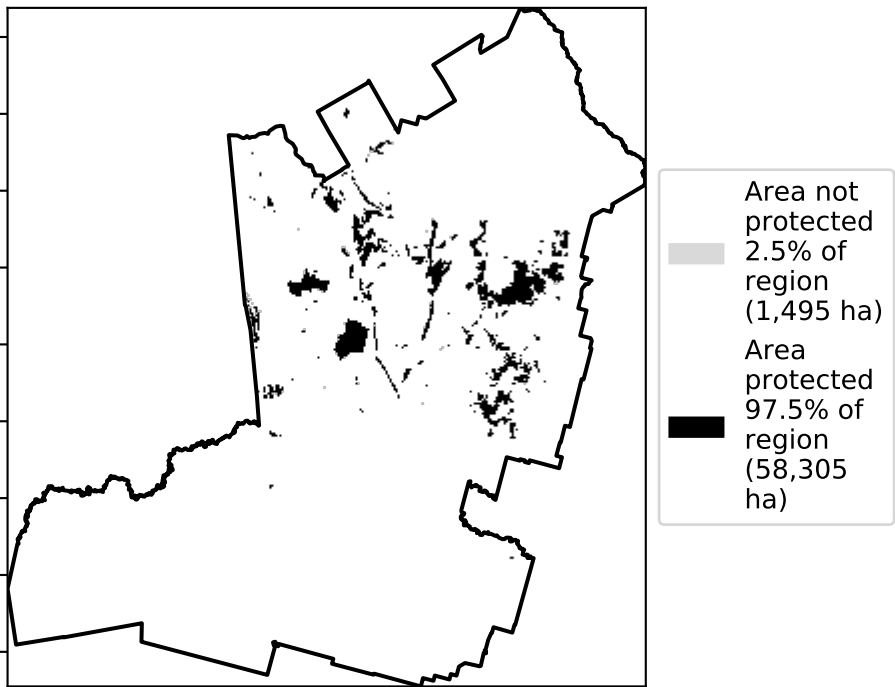 Area not
protected
2.5% of
region
(1,495 ha)
Area
protected
97.5% of
region
(58,305
ha)